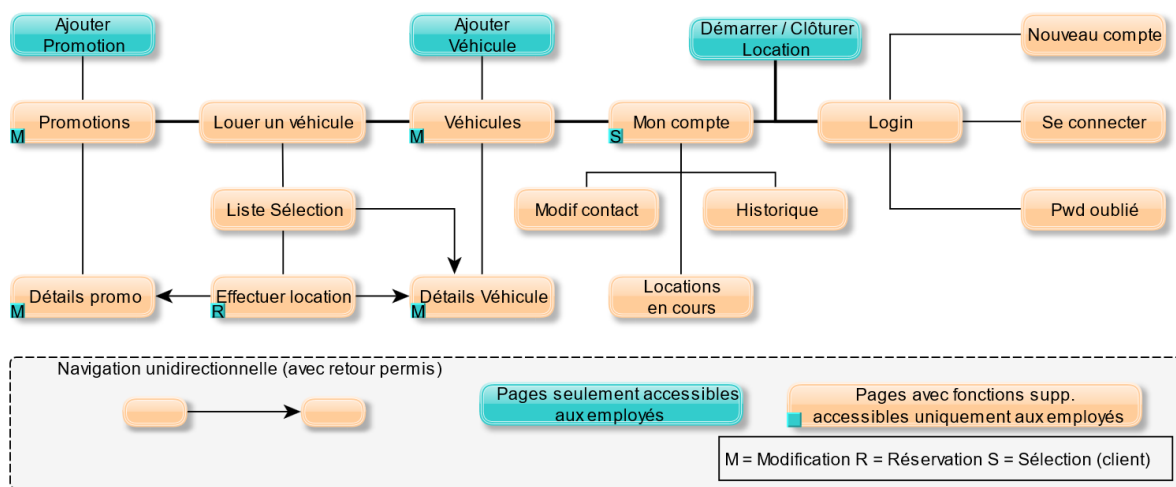 Ajouter
Promotion
Ajouter
Véhicule
Démarrer / Clôturer
Location
Nouveau compte
Promotions
M
Louer un véhicule
Véhicules
M
Mon compte
S
Login
Se connecter
Liste Sélection
Modif contact
Historique
Pwd oublié
Détails promo
M
Effectuer location
R
Détails Véhicule
M
Locations
en cours
Navigation unidirectionnelle (avec retour permis)
Pages seulement accessibles
aux employés
Pages avec fonctions supp.
accessibles uniquement aux employés
M = Modification R = Réservation S = Sélection (client)